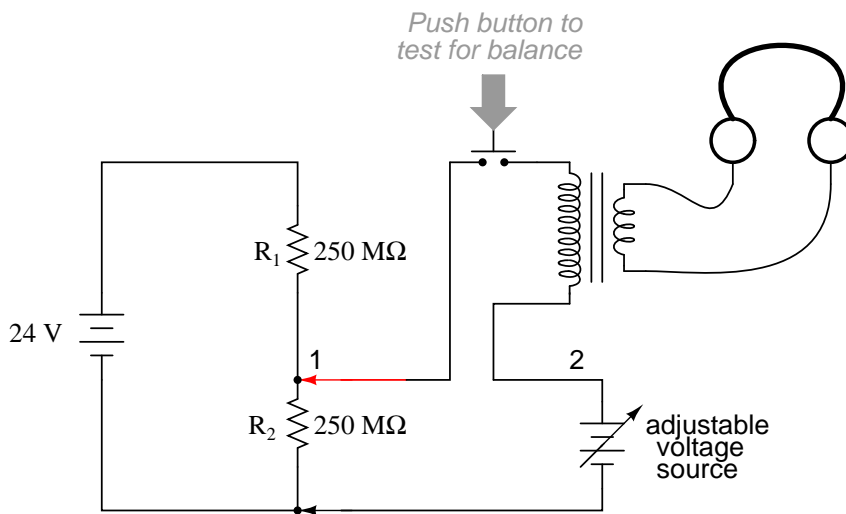 Push button to
test for balance
R1 250 MΩ
24 V
1
2
R2 250 MΩ
adjustable
voltage
source